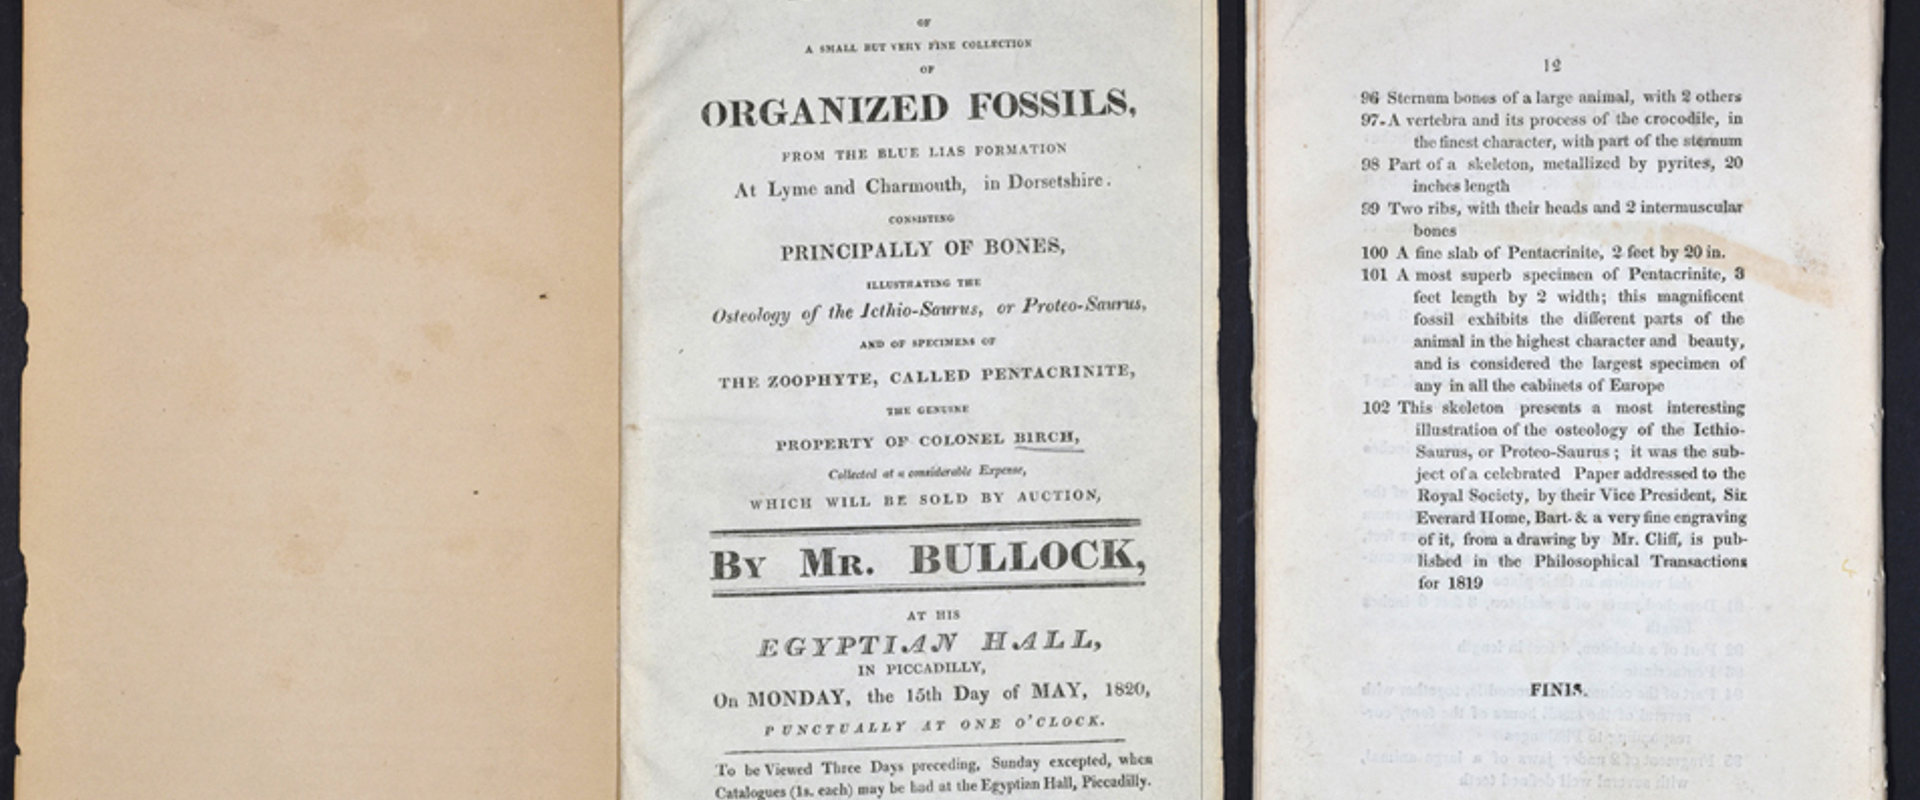 OF
A SMALL BUT VERY FINE COLLECTION
OF
ORGANIZED FOSSILS,
FROM THE BLUE LIAS FORMATION
At Lyme and Charmouth, in Dorsetshire.
CONSISTING
PRINCIPALLY OF BONES,
ILLUSTRATING THE
Osteology of the Icthio-Saurus, or Proteo-Saurus,
AND OF SPECIMENS OF
THE ZOOPHYTE, CALLED PENTACRINITE,
THE GENUINE
PROPERTY OF COLONEL BIRCH,
Collected at a considerable Expense,
WHICH WILL BE SOLD BY AUCTION,
BY MR. BULLOCK,
AT HIS
EGYPTIAN HALL,
IN PICCADILLY,
On MONDAY, the 15th Day of MAY, 1820,
PUNCTUALLY AT ONE O'CLOCK.
To be Viewed Three Days preceding, Sunday excepted, when
Catalogues (1s. each) may be had at the Egyptian Hall, Piccadilly.
12
96 Sternum bones of a large animal, with 2 others
97.A vertebra and its process of the crocodile, in
the finest character, with part of the sternum
98 Part of a skeleton, metallized by pyrites, 20
inches length
99 Two ribs, with their heads and 2 intermuscular
bones
100 A fine slab of Pentacrinite, 2 feet by 20 in.
101 A most superb specimen of Pentacrinite, 3
feet length by 2 width; this magnificent
fossil exhibits the different parts of the
animal in the highest character and beauty,
and is considered the largest specimen of
any in all the cabinets of Europe
102 This skeleton presents a most interesting
illustration of the osteology of the Icthio-
Saurus, or Proteo-Saurus; it was the sub-
ject of a celebrated Paper addressed to the
Royal Society, by their Vice President, Sir
Everard Home, Bart. & a very fine engraving
of it, from a drawing by Mr. Cliff, is pub-
lished in the Philosophical Transactions
for 1819
FINIS.